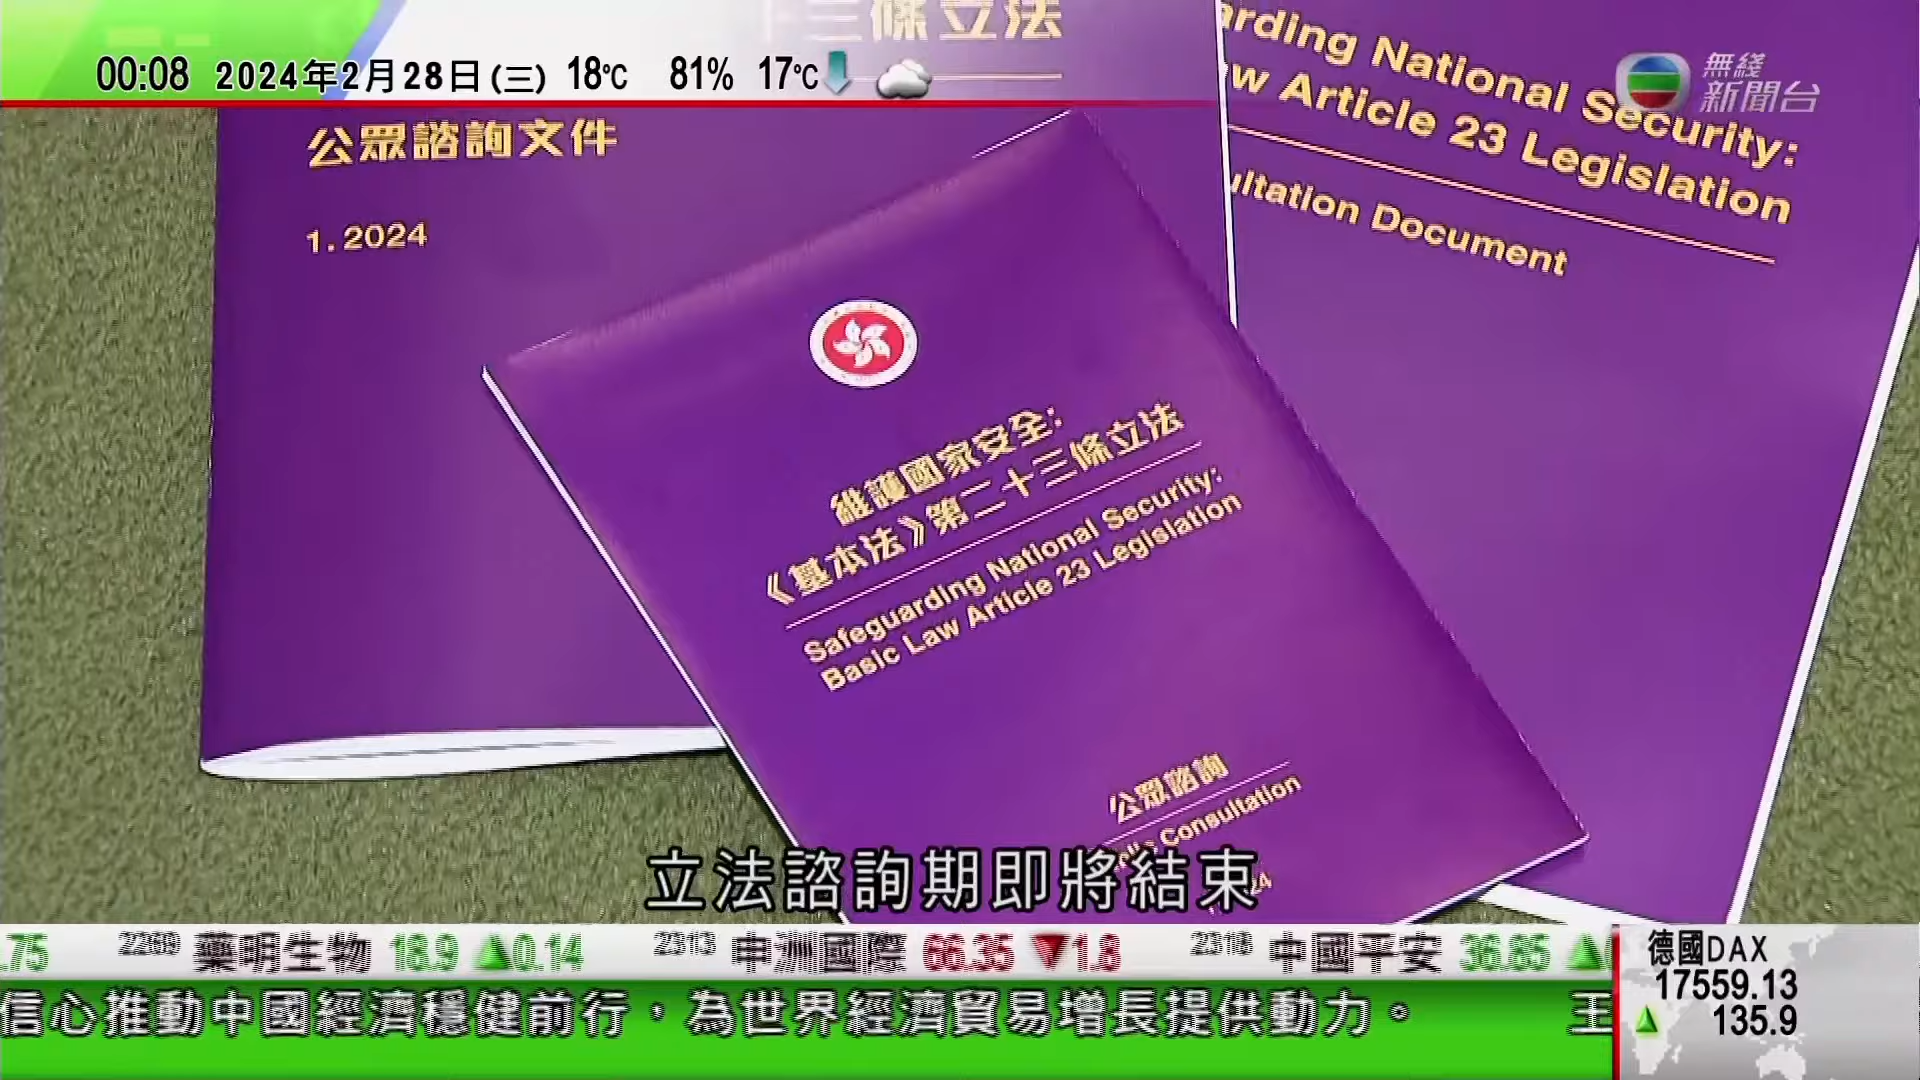 十三條立法
00:08 2024年2月28日(三) 18℃ 81% 17℃
無綫
新聞台
arding National Security:
w Article 23 Legislation
ultation Document
公眾諮詢文件
1.2024
維護國家安全:
《基本法》第二十三條立法
Safeguarding National Security:
Basic Law Article 23 Legislation
公眾諮詢
Consultation
24
立法諮詢期即將結束
.75 2269 藥明生物 18.9 ▲0.14 2313 申洲國際 66.35 ▼1.8 2318 中國平安 36.85 ▲
德國DAX
17559.13
▲ 135.9
信心推動中國經濟穩健前行，為世界經濟貿易增長提供動力。 王